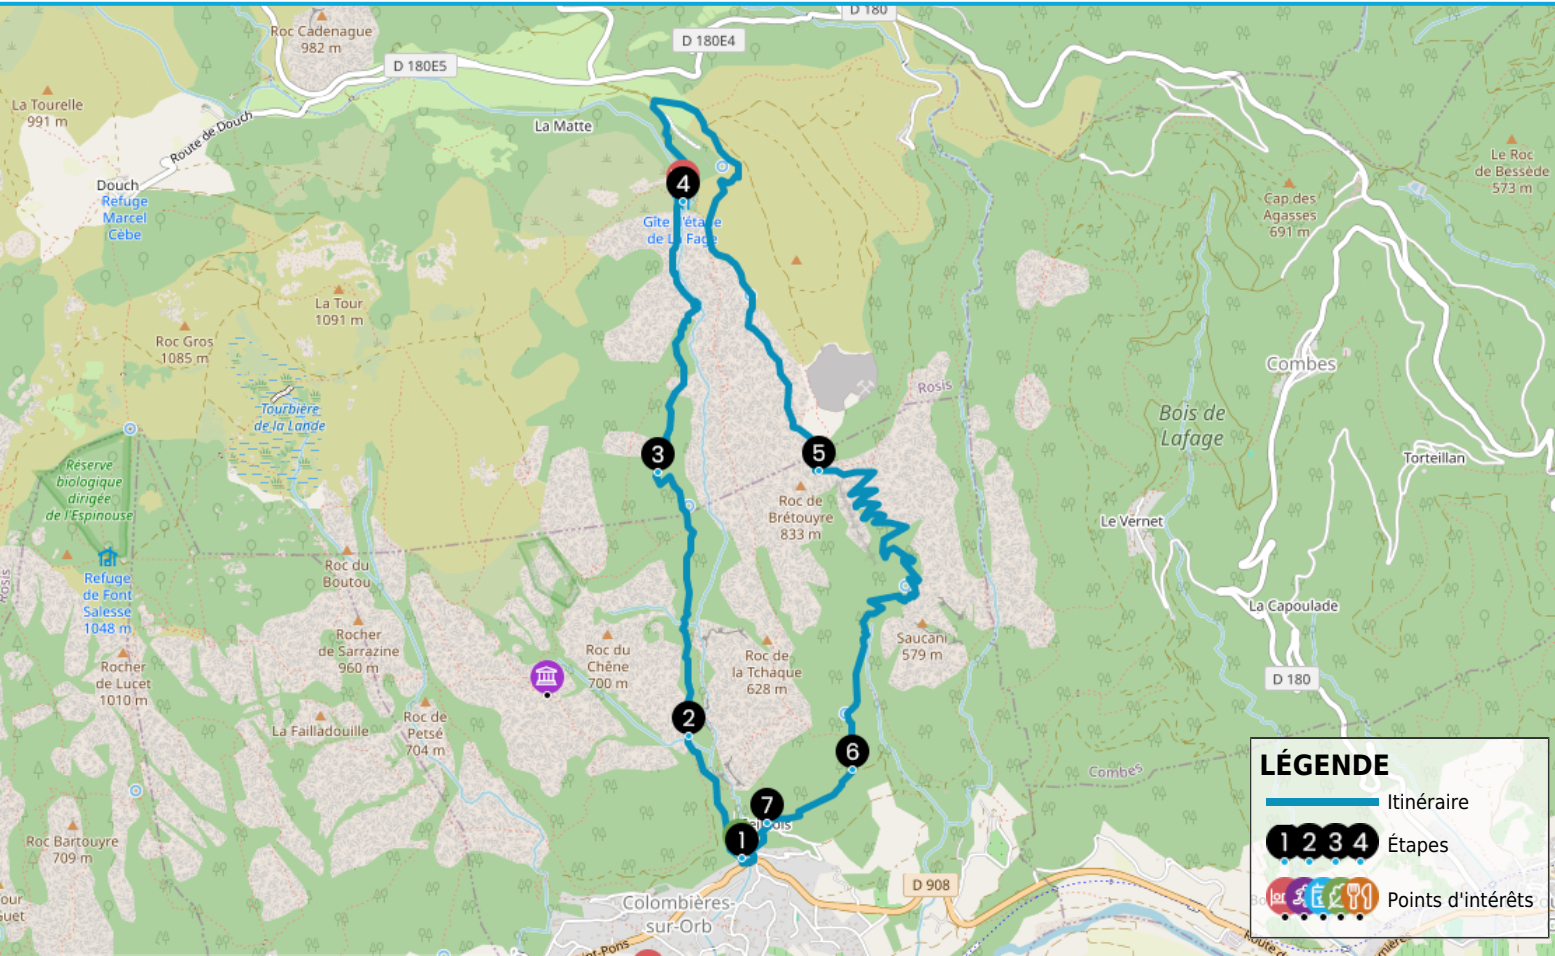 D 180
Roc Cadenague
982 m
D 180E4
D 180E5
La Tourelle
991 m
Route de Douch
La Matte
Le Roc
de Bessède
573 m
Douch
Refuge
Marcel
Cèbe
4
Cap des
Agasses
691 m
Gîte d'étape
de La Fage
La Tour
1091 m
Roc Gros
1085 m
Combes
Rosis
Tourbière
de la Lande
Bois de
Lafage
3
5
Torteillan
Réserve
biologique
dirigée
de l'Espinouse
Roc de
Brétouyre
833 m
Le Vernet
Roc du
Boutou
Rosis
Refuge
de Font
Salesse
1048 m
La Capoulade
Rocher
de Sarrazine
960 m
Roc du
Chêne
700 m
Roc de
la Tchaque
628 m
Saucani
579 m
Rocher
de Lucet
1010 m
D 180
2
Roc de
Petsé
704 m
La Failladouille
6
Combes
LÉGENDE
Itinéraire
7
1
1 2 3 4
Étapes
Roc Bartouyre
709 m
D 908
Points d'intérêts
Colombières-
sur-Orb
Route de